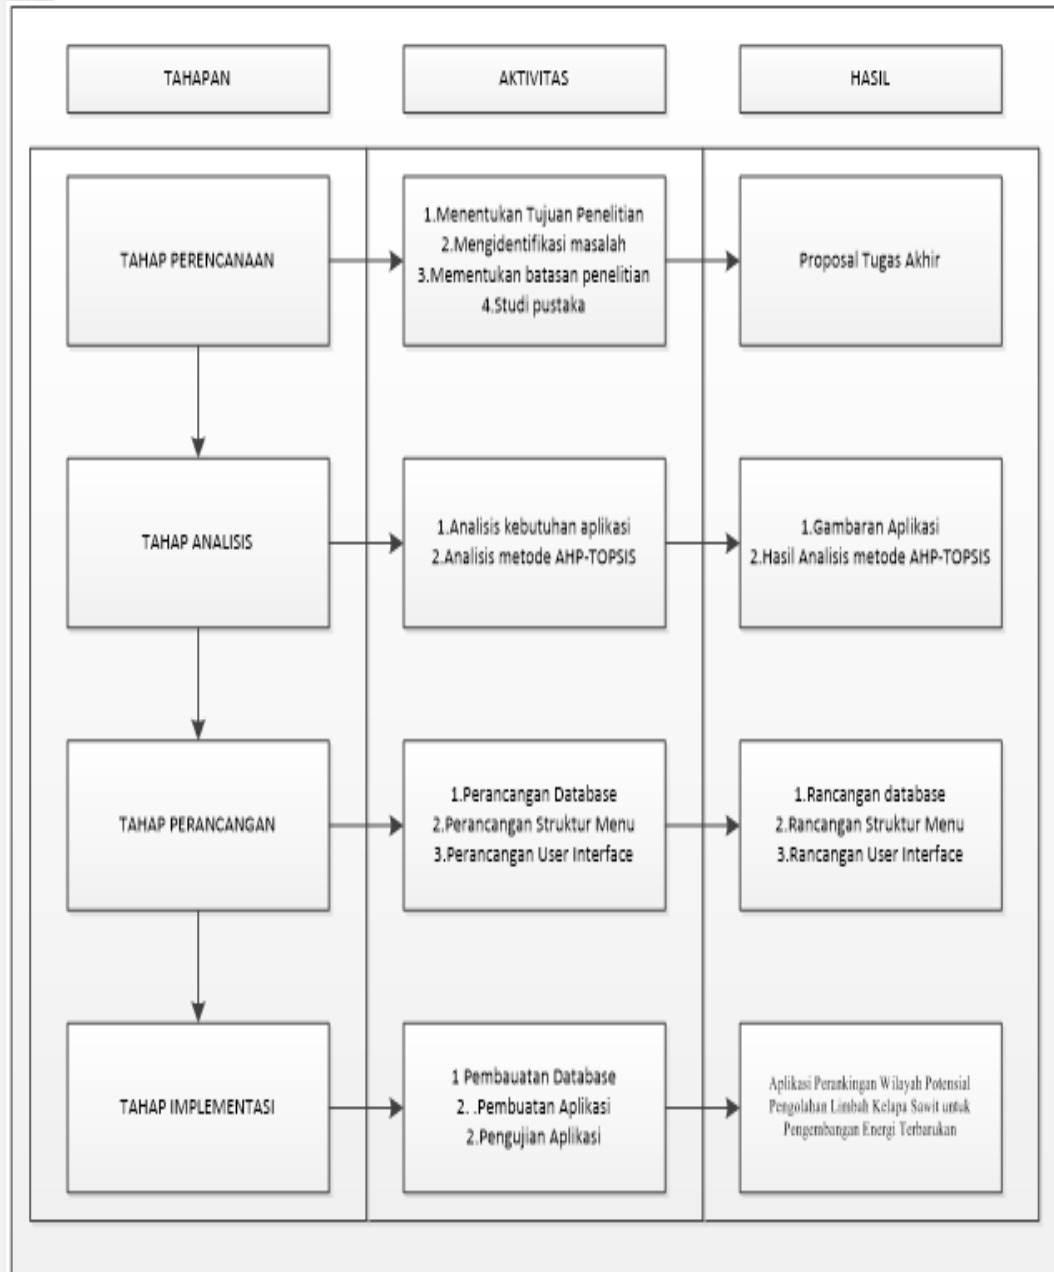 TAHAPAN
AKTIVITAS
HASIL
TAHAP PERENCANAAN
1.Menentukan Tujuan Penelitian
2.Mengidentifikasi masalah
3.Mementukan batasan penelitian
4.Studi pustaka
Proposal Tugas Akhir
TAHAP ANALISIS
1.Analisis kebutuhan aplikasi
2.Analisis metode AHP-TOPSIS
1.Gambaran Aplikasi
2.Hasil Analisis metode AHP-TOPSIS
TAHAP PERANCANGAN
1.Perancangan Database
2.Perancangan Struktur Menu
3.Perancangan User Interface
1.Rancangan database
2.Rancangan Struktur Menu
3.Rancangan User Interface
TAHAP IMPLEMENTASI
1 Pembauatan Database
2. .Pembuatan Aplikasi
2.Pengujian Aplikasi
Aplikasi Perankingan Wilayah Potensial
Pengolahan Limbah Kelapa Sawit untuk
Pengembangan Energi Terbarukan